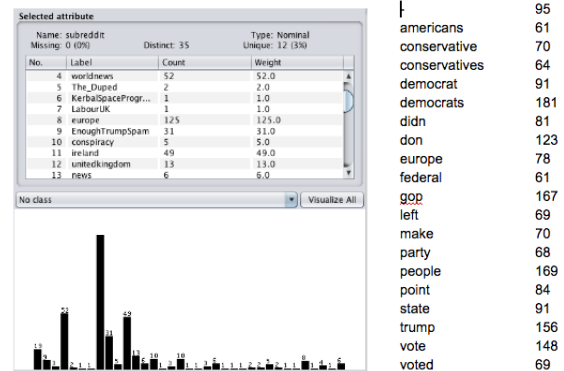 Selected attribute
Name: subreddit Type: Nominal
Missing: 0 (0%) Distinct: 35 Unique: 12 (3%)
No. Label Count Weight
4 worldnews 52 52.0
5 The_Duped 2 2.0
6 KerbalSpaceProgr... 1 1.0
7 LabourUK 1 1.0
8 europe 125 125.0
9 EnoughTrumpSpam 31 31.0
10 conspiracy 5 5.0
11 ireland 49 49.0
12 unitedkingdom 13 13.0
13 news 6 6.0
No class Visualize All
52
49
31
19
13
- 95
americans 61
conservative 70
conservatives 64
democrat 91
democrats 181
didn 81
don 123
europe 78
federal 61
gop 167
left 69
make 70
party 68
people 169
point 84
state 91
trump 156
vote 148
voted 69